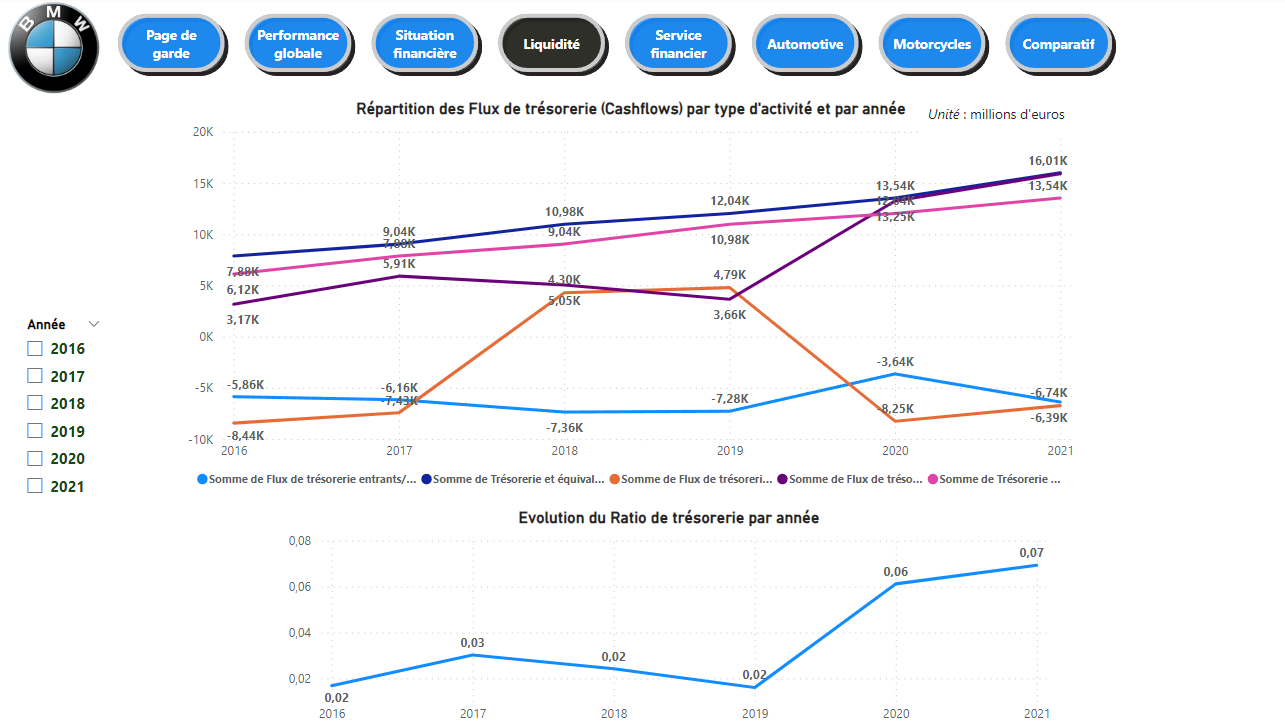 BMW
Page de
garde
Performance
globale
Situation
financière
Liquidité
Service
financier
Automotive
Motorcycles
Comparatif
Répartition des Flux de trésorerie (Cashflows) par type d'activité et par année
Unité : millions d'euros
20K
15K
10K
5K
0K
-5K
-10K
7,88K
6,12K
3,17K
-5,86K
-8,44K
9,04K
7,88K
5,91K
-6,16K
-7,43K
10,98K
9,04K
4,30K
5,05K
-7,36K
12,04K
10,98K
4,79K
3,66K
-7,28K
13,54K
12,04K
13,25K
-3,64K
-8,25K
16,01K
13,54K
-6,74K
-6,39K
2016
2017
2018
2019
2020
2021
Somme de Flux de trésorerie entrants/...
Somme de Trésorerie et équival...
Somme de Flux de trésoreri...
Somme de Flux de tréso...
Somme de Trésorerie ...
Année
2016
2017
2018
2019
2020
2021
Evolution du Ratio de trésorerie par année
0,08
0,06
0,04
0,02
0,02
0,03
0,02
0,02
0,06
0,07
2016
2017
2018
2019
2020
2021